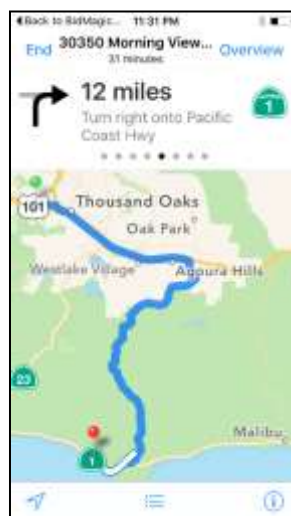 Back to BidMagic... 11:31 PM
End 30350 Morning View... Overview
31 minutes
12 miles
Turn right onto Pacific
Coast Hwy
1
101
Thousand Oaks
Oak Park
Westlake Village
Agoura Hills
23
1
Malibu